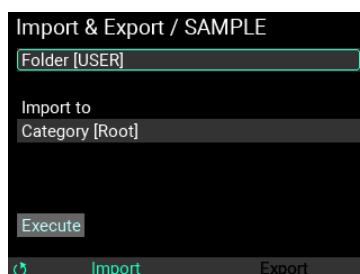 Import & Export / SAMPLE
Folder [USER]
Import to
Category [Root]
Execute
Import Export